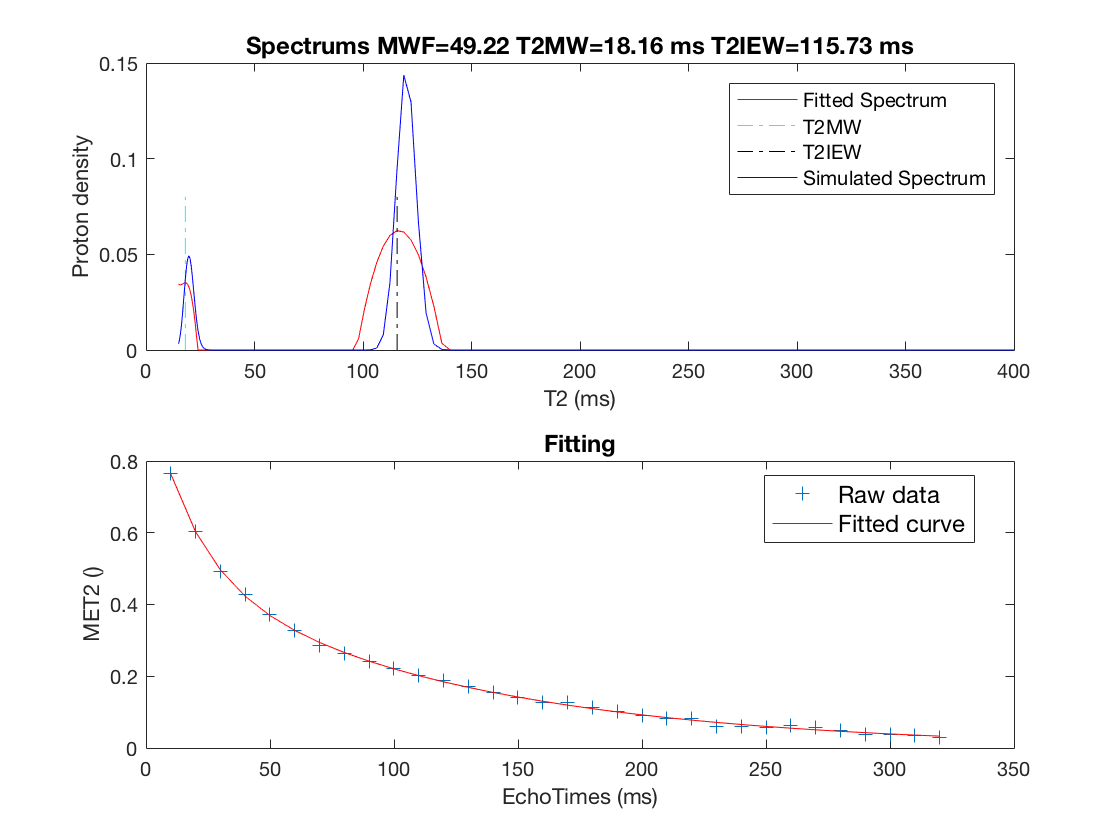 Spectrums MWF=49.22 T2MW=18.16 ms T2IEW=115.73 ms
0.15
0.1
0.05
0
Proton density
Fitted Spectrum
T2MW
T2IEW
Simulated Spectrum
0 50 100 150 200 250 300 350 400
T2 (ms)
Fitting
0.8
0.6
0.4
0.2
0
MET2 ()
Raw data
Fitted curve
0 50 100 150 200 250 300 350
EchoTimes (ms)